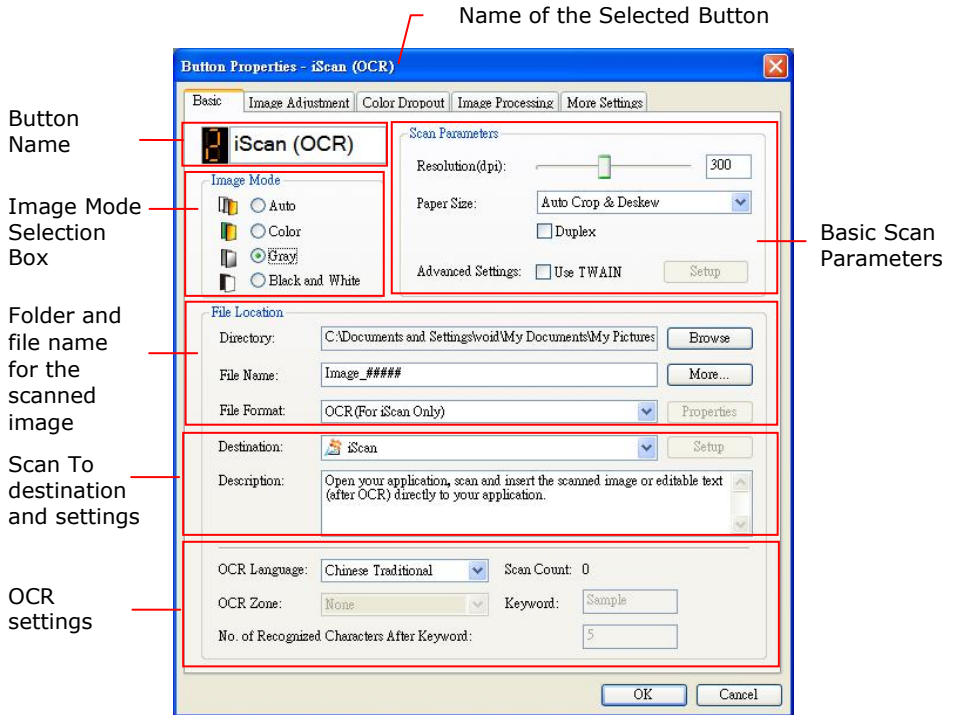 Name of the Selected Button
Button Properties - iScan (OCR)
Basic
Image Adjustment
Color Dropout
Image Processing
More Settings
Button
Name
2 iScan (OCR)
Scan Parameters
Resolution(dpi):
300
Paper Size:
Auto Crop & Deskew
Duplex
Advanced Settings:
Use TWAIN
Setup
Basic Scan
Parameters
Image Mode
Selection
Box
Image Mode
Auto
Color
Gray
Black and White
Folder and
file name
for the
scanned
image
File Location
Directory:
C:\Documents and Settings\void\My Documents\My Pictures
Browse
File Name:
Image_#####
More...
File Format:
OCR(For iScan Only)
Properties
Scan To
destination
and settings
Destination:
iScan
Setup
Description:
Open your application, scan and insert the scanned image or editable text
(after OCR) directly to your application.
OCR
settings
OCR Language:
Chinese Traditional
Scan Count: 0
OCR Zone:
None
Keyword:
Sample
No. of Recognized Characters After Keyword:
5
OK
Cancel